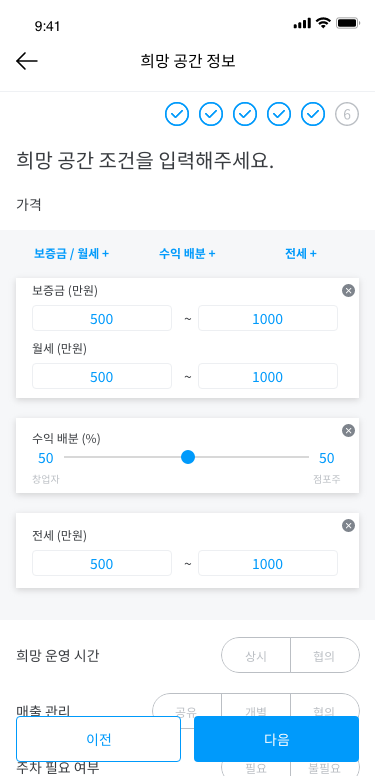 9:41
희망 공간 정보
6
희망 공간 조건을 입력해주세요.
가격
보증금 / 월세 + 수익 배분 + 전세 +
보증금 (만원)
500 ~ 1000
월세 (만원)
500 ~ 1000
수익 배분 (%)
50 50
창업자 점포주
전세 (만원)
500 ~ 1000
희망 운영 시간 상시 협의
매출 관리 공유 개별 협의
이전 다음
주차 필요 여부 필요 불필요